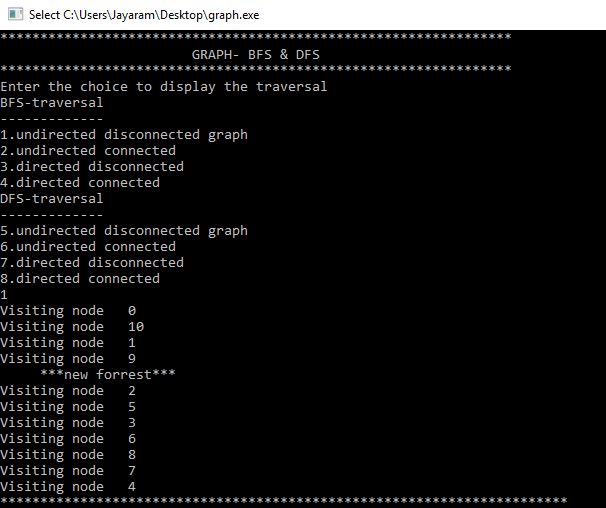 Select C:\Users\Jayaram\Desktop\graph.exe
****************************************************************
GRAPH- BFS & DFS
****************************************************************
Enter the choice to display the traversal
BFS-traversal
-------------
1.undirected disconnected graph
2.undirected connected
3.directed disconnected
4.directed connected
DFS-traversal
-------------
5.undirected disconnected graph
6.undirected connected
7.directed disconnected
8.directed connected
1
Visiting node   0
Visiting node   10
Visiting node   1
Visiting node   9
***new forrest***
Visiting node   2
Visiting node   5
Visiting node   3
Visiting node   6
Visiting node   8
Visiting node   7
Visiting node   4
***********************************************************************